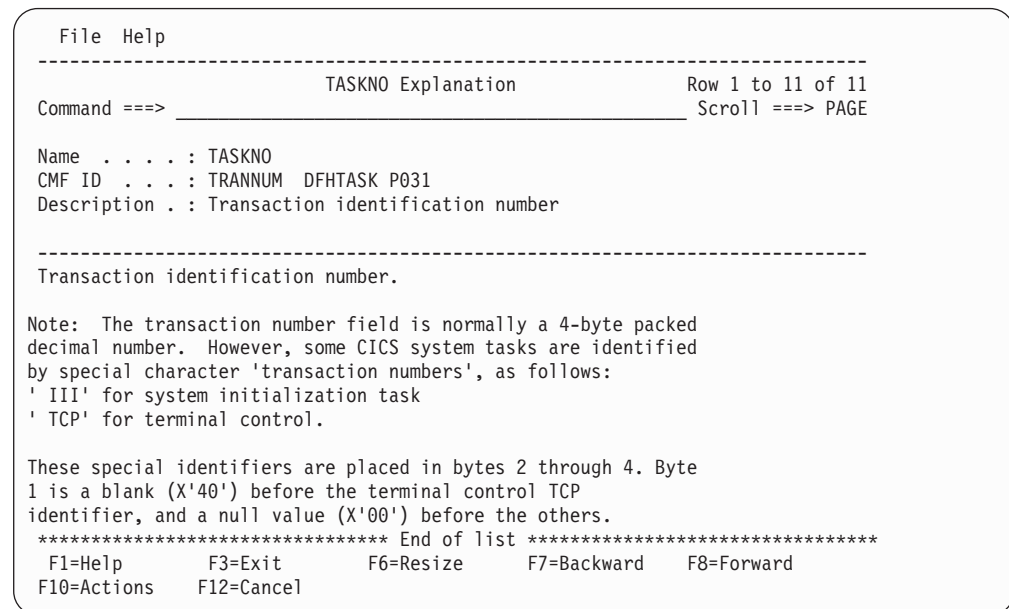 File Help
------------------------------------------------------------------------------
TASKNO Explanation Row 1 to 11 of 11
Command ===> ________________________________________________ Scroll ===> PAGE
Name . . . . : TASKNO
CMF ID . . . : TRANNUM DFHTASK P031
Description . : Transaction identification number
------------------------------------------------------------------------------
Transaction identification number.
Note: The transaction number field is normally a 4-byte packed
decimal number. However, some CICS system tasks are identified
by special character 'transaction numbers', as follows:
' III' for system initialization task
' TCP' for terminal control.
These special identifiers are placed in bytes 2 through 4. Byte
1 is a blank (X'40') before the terminal control TCP
identifier, and a null value (X'00') before the others.
********************************* End of list *********************************
F1=Help F3=Exit F6=Resize F7=Backward F8=Forward
F10=Actions F12=Cancel